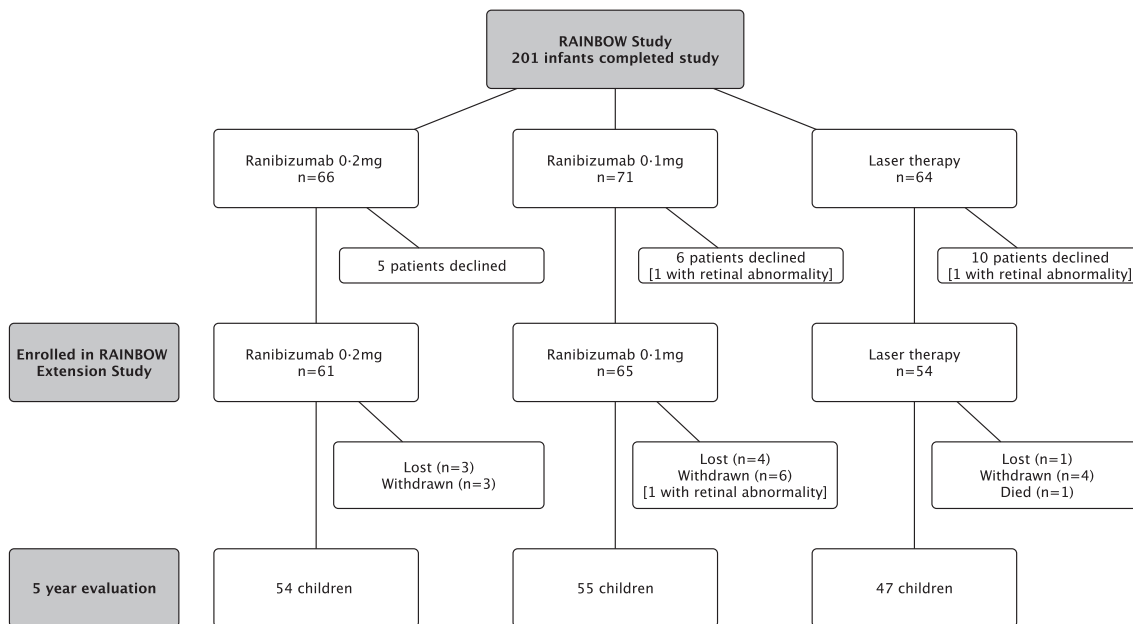 RAINBOW Study
201 infants completed study
Ranibizumab 0·2mg
n=66
Ranibizumab 0·1mg
n=71
Laser therapy
n=64
5 patients declined
6 patients declined
[1 with retinal abnormality]
10 patients declined
[1 with retinal abnormality]
Enrolled in RAINBOW
Extension Study
Ranibizumab 0·2mg
n=61
Ranibizumab 0·1mg
n=65
Laser therapy
n=54
Lost (n=3)
Withdrawn (n=3)
Lost (n=4)
Withdrawn (n=6)
[1 with retinal abnormality]
Lost (n=1)
Withdrawn (n=4)
Died (n=1)
5 year evaluation
54 children
55 children
47 children